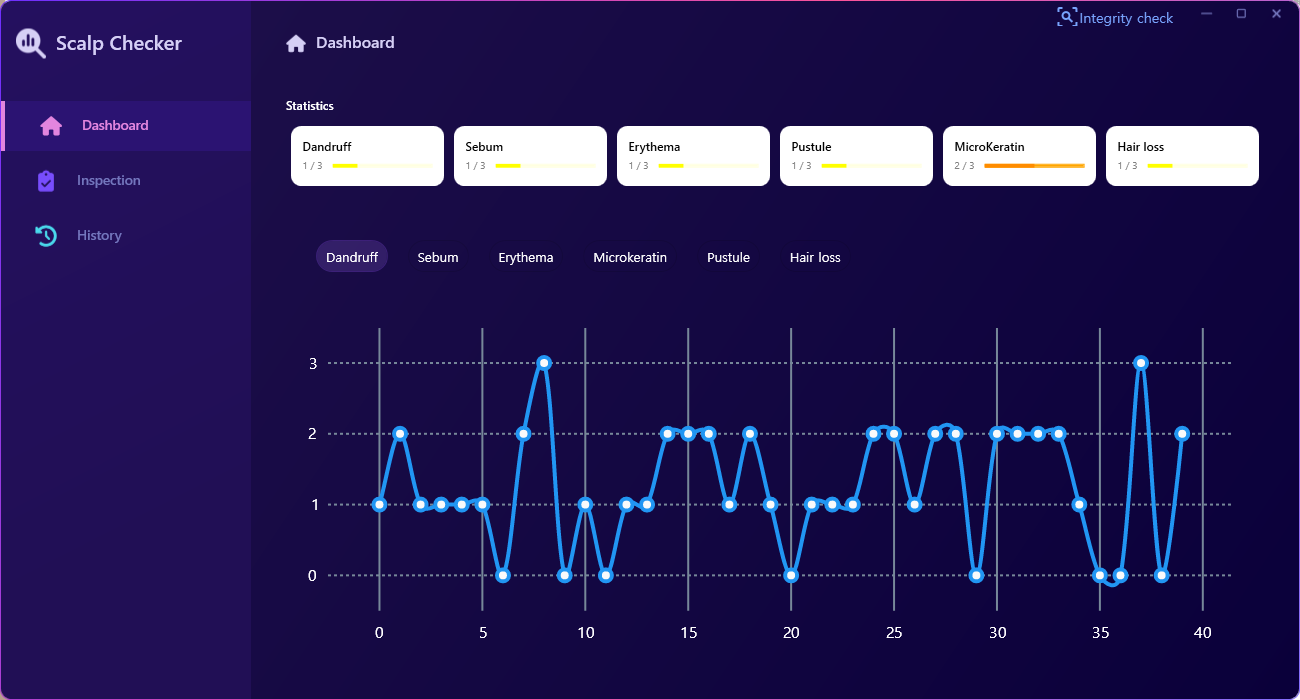 Integrity check
Scalp Checker
Dashboard
Dashboard
Inspection
History
Statistics
Dandruff
1 / 3
Sebum
1 / 3
Erythema
1 / 3
Pustule
1 / 3
MicroKeratin
2 / 3
Hair loss
1 / 3
Dandruff Sebum Erythema Microkeratin Pustule Hair loss
3
2
1
0
0 5 10 15 20 25 30 35 40